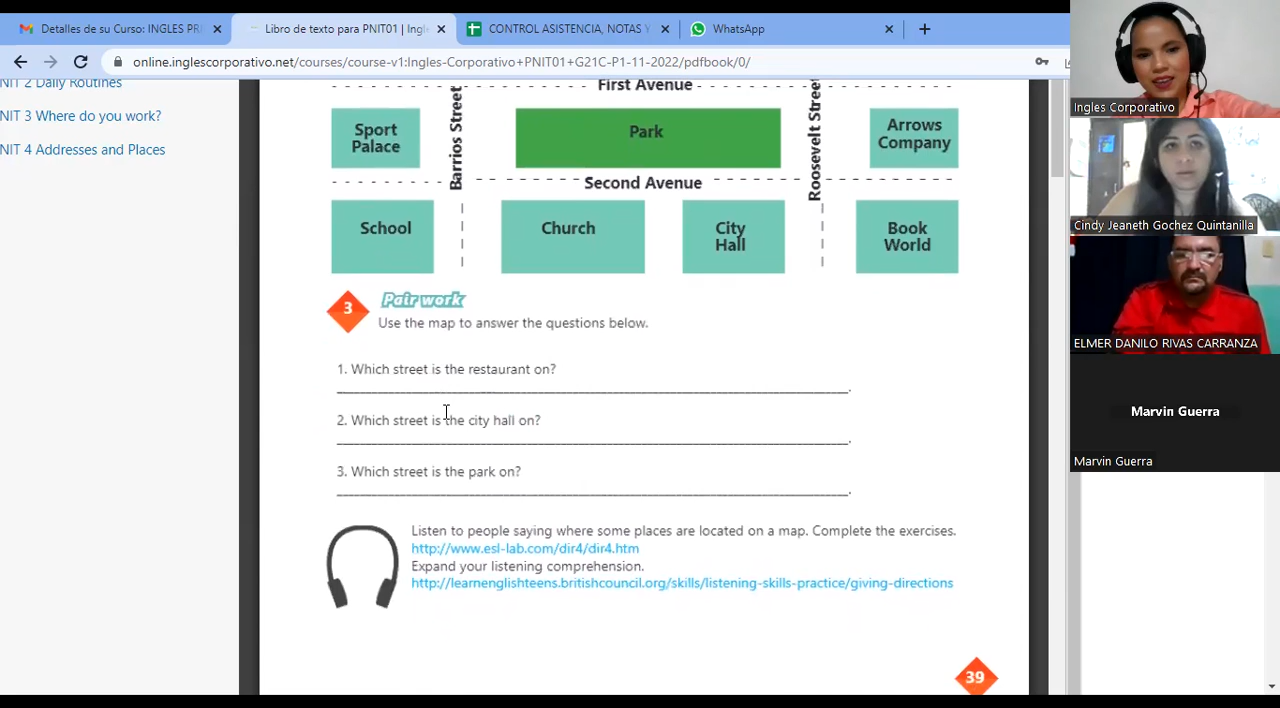 Detalles de su Curso: INGLES PRI
Libro de texto para PNIT01 | Ingl
CONTROL ASISTENCIA, NOTAS Y
WhatsApp
online.inglescorporativo.net/courses/course-v1:Ingles-Corporativo+PNIT01+G21C-P1-11-2022/pdfbook/0/
NIT 2 Daily Routines
NIT 3 Where do you work?
NIT 4 Addresses and Places
First Avenue
Barrios Street
Roosevelt Street
Sport
Palace
Park
Arrows
Company
Second Avenue
School
Church
City
Hall
Book
World
3
Pair work
Use the map to answer the questions below.
1. Which street is the restaurant on?
2. Which street is the city hall on?
3. Which street is the park on?
Listen to people saying where some places are located on a map. Complete the exercises.
http://www.esl-lab.com/dir4/dir4.htm
Expand your listening comprehension.
http://learnenglishteens.britishcouncil.org/skills/listening-skills-practice/giving-directions
39
Ingles Corporativo
Cindy Jeaneth Gochez Quintanilla
ELMER DANILO RIVAS CARRANZA
Marvin Guerra
Marvin Guerra